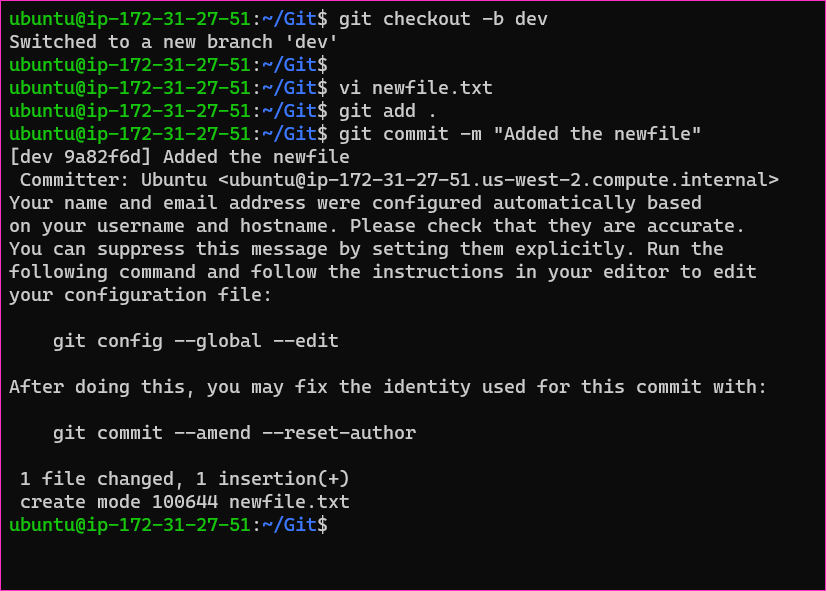 ubuntu@ip-172-31-27-51:~/Git$ git checkout -b dev
Switched to a new branch 'dev'
ubuntu@ip-172-31-27-51:~/Git$
ubuntu@ip-172-31-27-51:~/Git$ vi newfile.txt
ubuntu@ip-172-31-27-51:~/Git$ git add .
ubuntu@ip-172-31-27-51:~/Git$ git commit -m "Added the newfile"
[dev 9a82f6d] Added the newfile
 Committer: Ubuntu <ubuntu@ip-172-31-27-51.us-west-2.compute.internal>
Your name and email address were configured automatically based
on your username and hostname. Please check that they are accurate.
You can suppress this message by setting them explicitly. Run the
following command and follow the instructions in your editor to edit
your configuration file:

    git config --global --edit

After doing this, you may fix the identity used for this commit with:

    git commit --amend --reset-author

 1 file changed, 1 insertion(+)
 create mode 100644 newfile.txt
ubuntu@ip-172-31-27-51:~/Git$